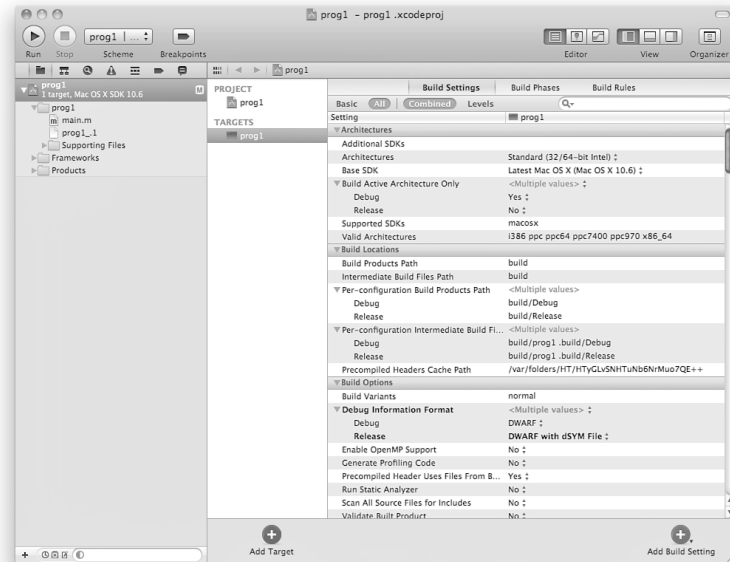 prog1 - prog1 .xcodeproj
prog1 | ...
Run Stop Scheme Breakpoints Editor View Organizer
prog1
prog1
1 target, Mac OS X SDK 10.6
M
prog1
main.m
prog1_.1
Supporting Files
Frameworks
Products
PROJECT
prog1
TARGETS
prog1
Build Settings Build Phases Build Rules
Basic All Combined Levels
Setting prog1
Architectures
Additional SDKs
Architectures Standard (32/64-bit Intel)
Base SDK Latest Mac OS X (Mac OS X 10.6)
Build Active Architecture Only <Multiple values>
Debug Yes
Release No
Supported SDKs macosx
Valid Architectures i386 ppc ppc64 ppc7400 ppc970 x86_64
Build Locations
Build Products Path build
Intermediate Build Files Path build
Per-configuration Build Products Path <Multiple values>
Debug build/Debug
Release build/Release
Per-configuration Intermediate Build Fi... <Multiple values>
Debug build/prog1 .build/Debug
Release build/prog1 .build/Release
Precompiled Headers Cache Path /var/folders/HT/HTyGLvSNHTuNb6NrMuo7QE++
Build Options
Build Variants normal
Debug Information Format <Multiple values>
Debug DWARF
Release DWARF with dSYM File
Enable OpenMP Support No
Generate Profiling Code No
Precompiled Header Uses Files From B... Yes
Run Static Analyzer No
Scan All Source Files for Includes No
Validate Built Product No
Add Target Add Build Setting